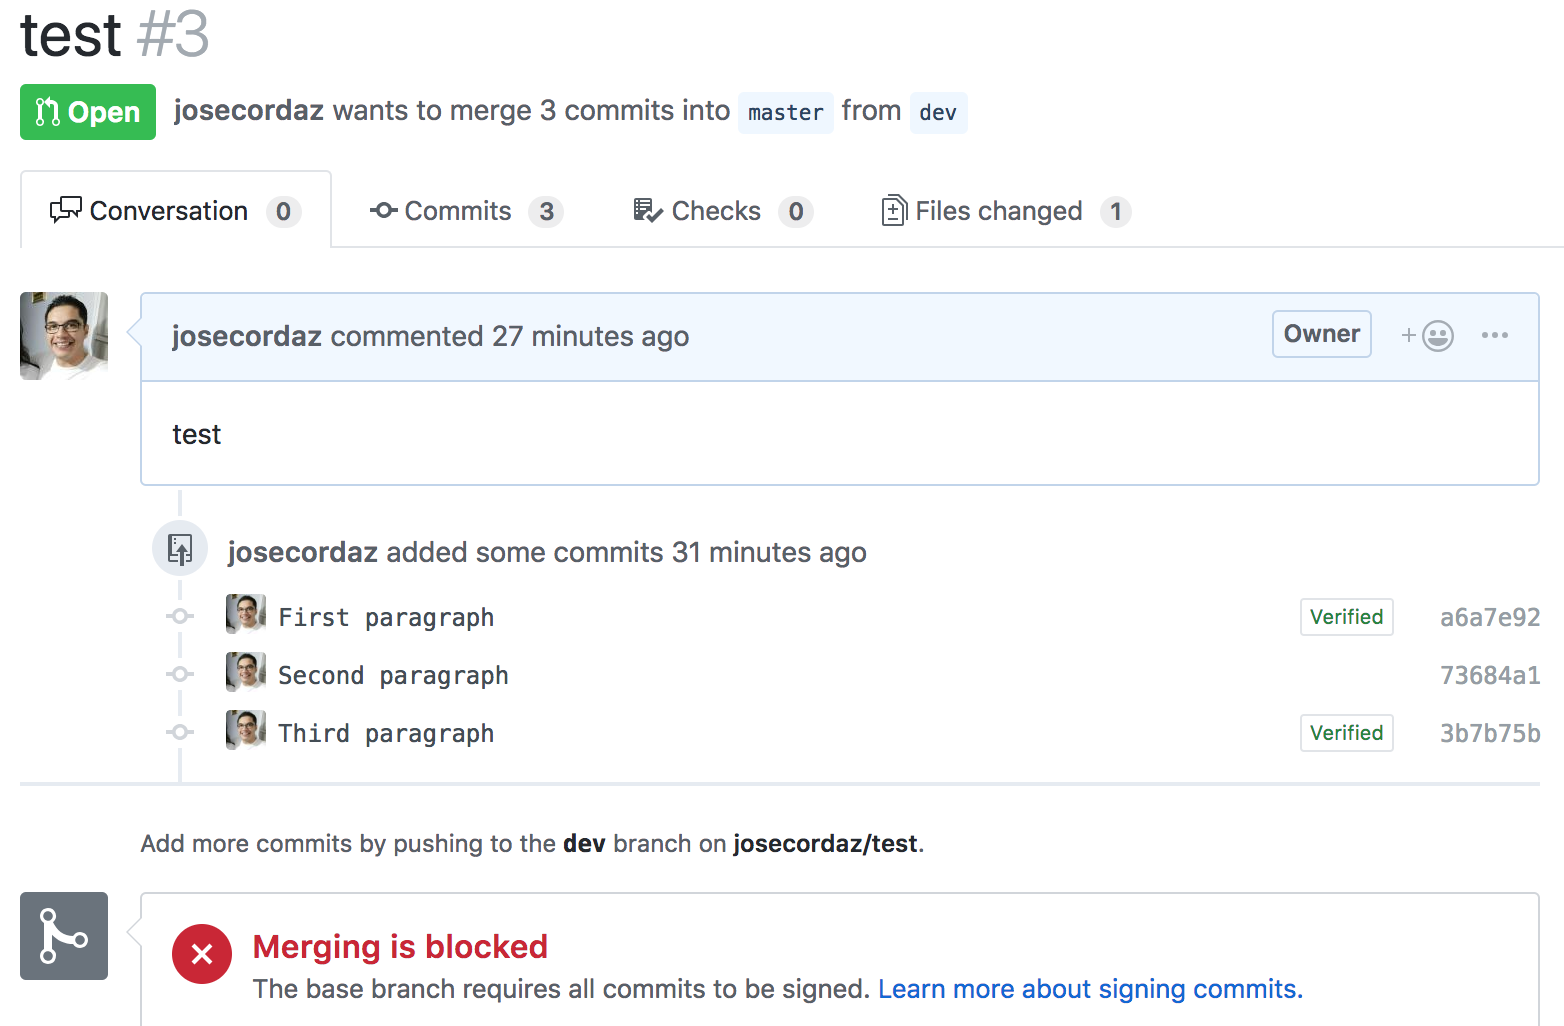 test #3
Open josecordaz wants to merge 3 commits into master from dev
Conversation 0 Commits 3 Checks 0 Files changed 1
josecordaz commented 27 minutes ago Owner
test
josecordaz added some commits 31 minutes ago
First paragraph Verified a6a7e92
Second paragraph 73684a1
Third paragraph Verified 3b7b75b
Add more commits by pushing to the dev branch on josecordaz/test.
Merging is blocked
The base branch requires all commits to be signed. Learn more about signing commits.